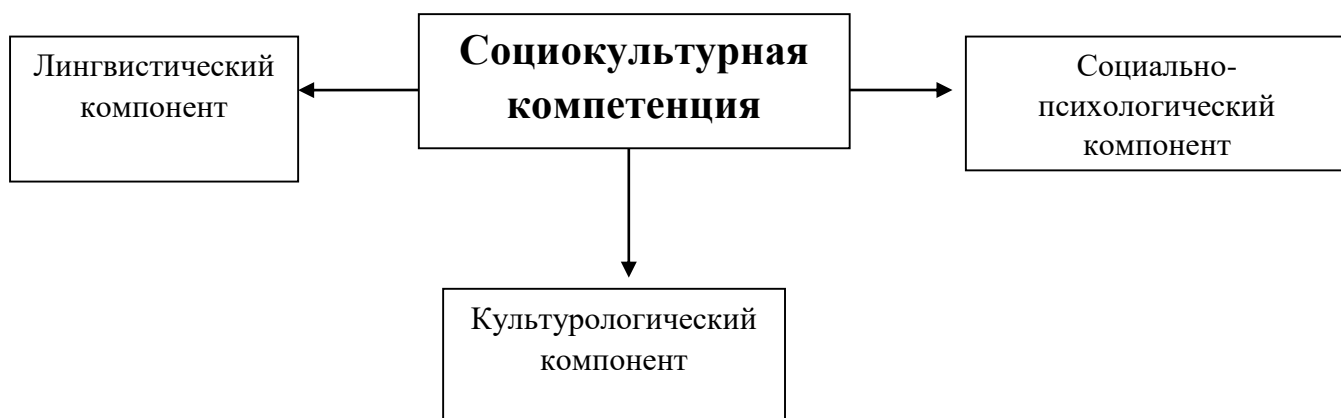 Социокультурная
компетенция
Лингвистический
компонент
Социально-
психологический
компонент
Культурологический
компонент